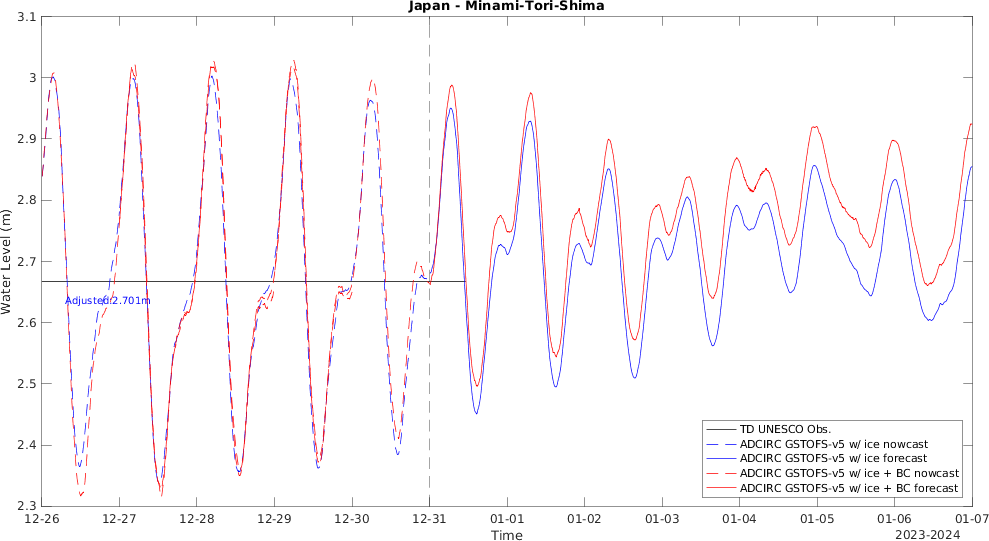 Japan - Minami-Tori-Shima
Water Level (m)
3.1
3
2.9
2.8
2.7
2.6
2.5
2.4
2.3
Adjusted:2.701m
TD UNESCO Obs.
ADCIRC GSTOFS-v5 w/ ice nowcast
ADCIRC GSTOFS-v5 w/ ice forecast
ADCIRC GSTOFS-v5 w/ ice + BC nowcast
ADCIRC GSTOFS-v5 w/ ice + BC forecast
12-26 12-27 12-28 12-29 12-30 12-31 01-01 01-02 01-03 01-04 01-05 01-06 01-07
Time
2023-2024